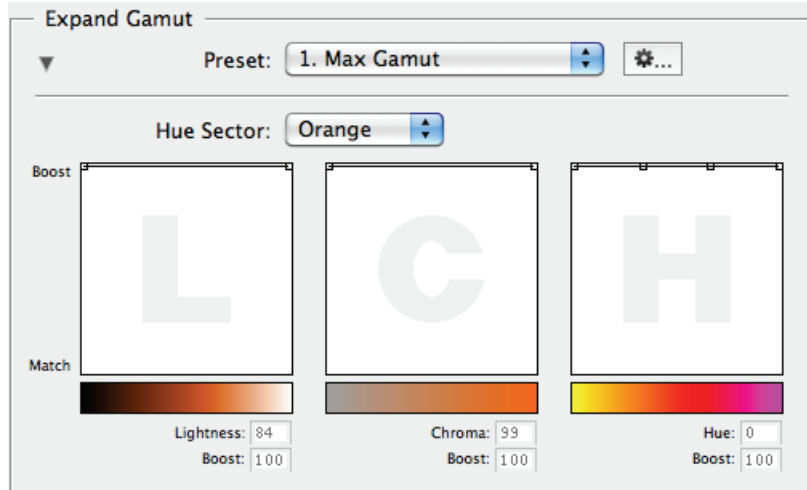 Expand Gamut
Preset: 1. Max Gamut ...
Hue Sector: Orange
Boost
L C H
Match
Lightness: 84 Chroma: 99 Hue: 0
Boost: 100 Boost: 100 Boost: 100